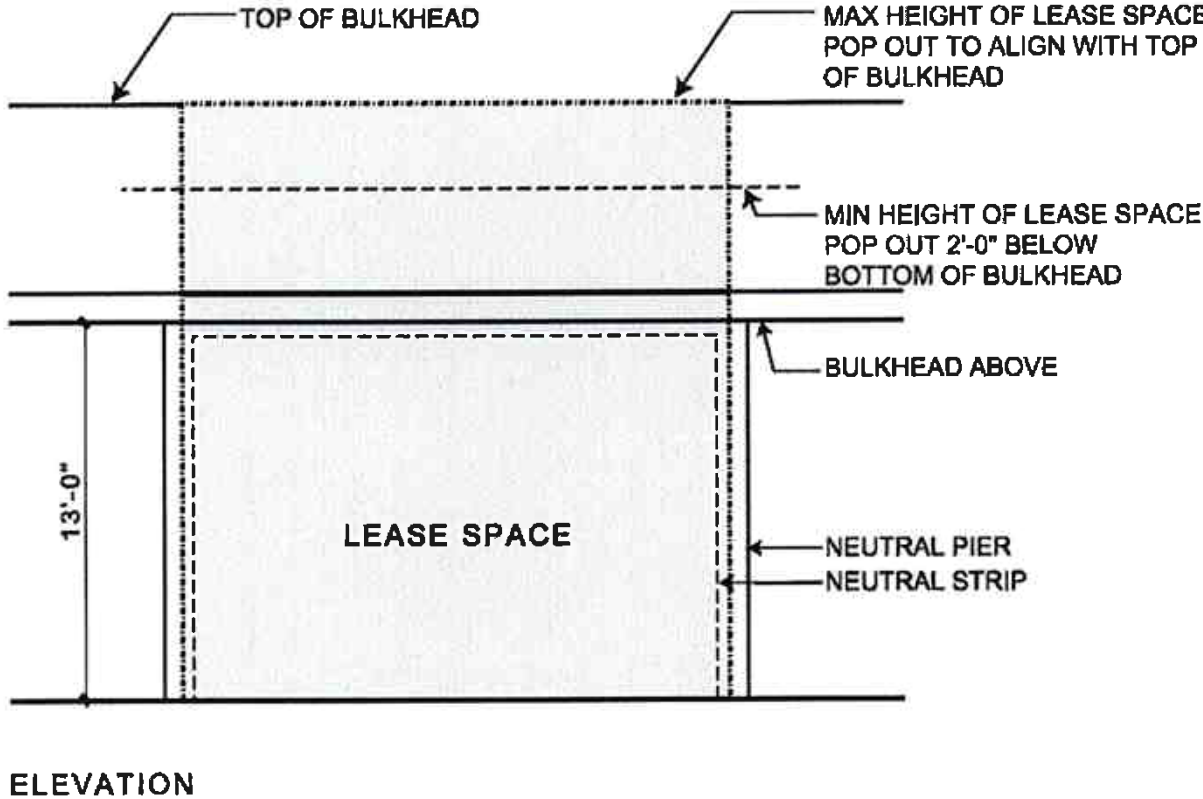 TOP OF BULKHEAD
MAX HEIGHT OF LEASE SPACE
POP OUT TO ALIGN WITH TOP
OF BULKHEAD
MIN HEIGHT OF LEASE SPACE
POP OUT 2'-0" BELOW
BOTTOM OF BULKHEAD
BULKHEAD ABOVE
13'-0"
LEASE SPACE
NEUTRAL PIER
NEUTRAL STRIP
ELEVATION